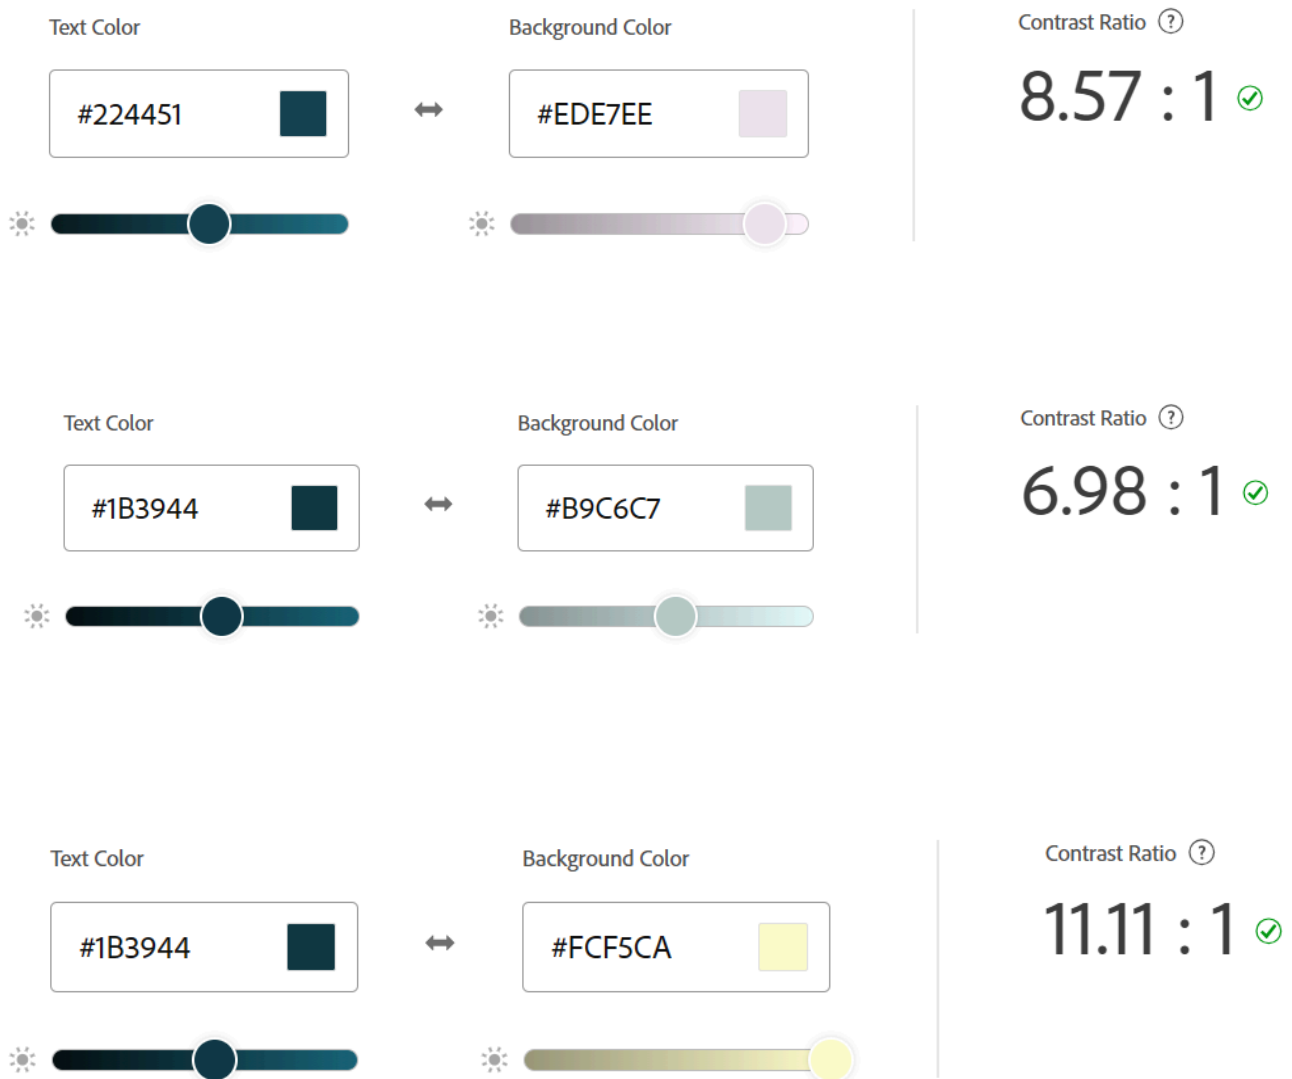 Text Color
Background Color
Contrast Ratio ?
#224451
#EDE7EE
8.57 : 1
Text Color
Background Color
Contrast Ratio ?
#1B3944
#B9C6C7
6.98 : 1
Text Color
Background Color
Contrast Ratio ?
#1B3944
#FCF5CA
11.11 : 1